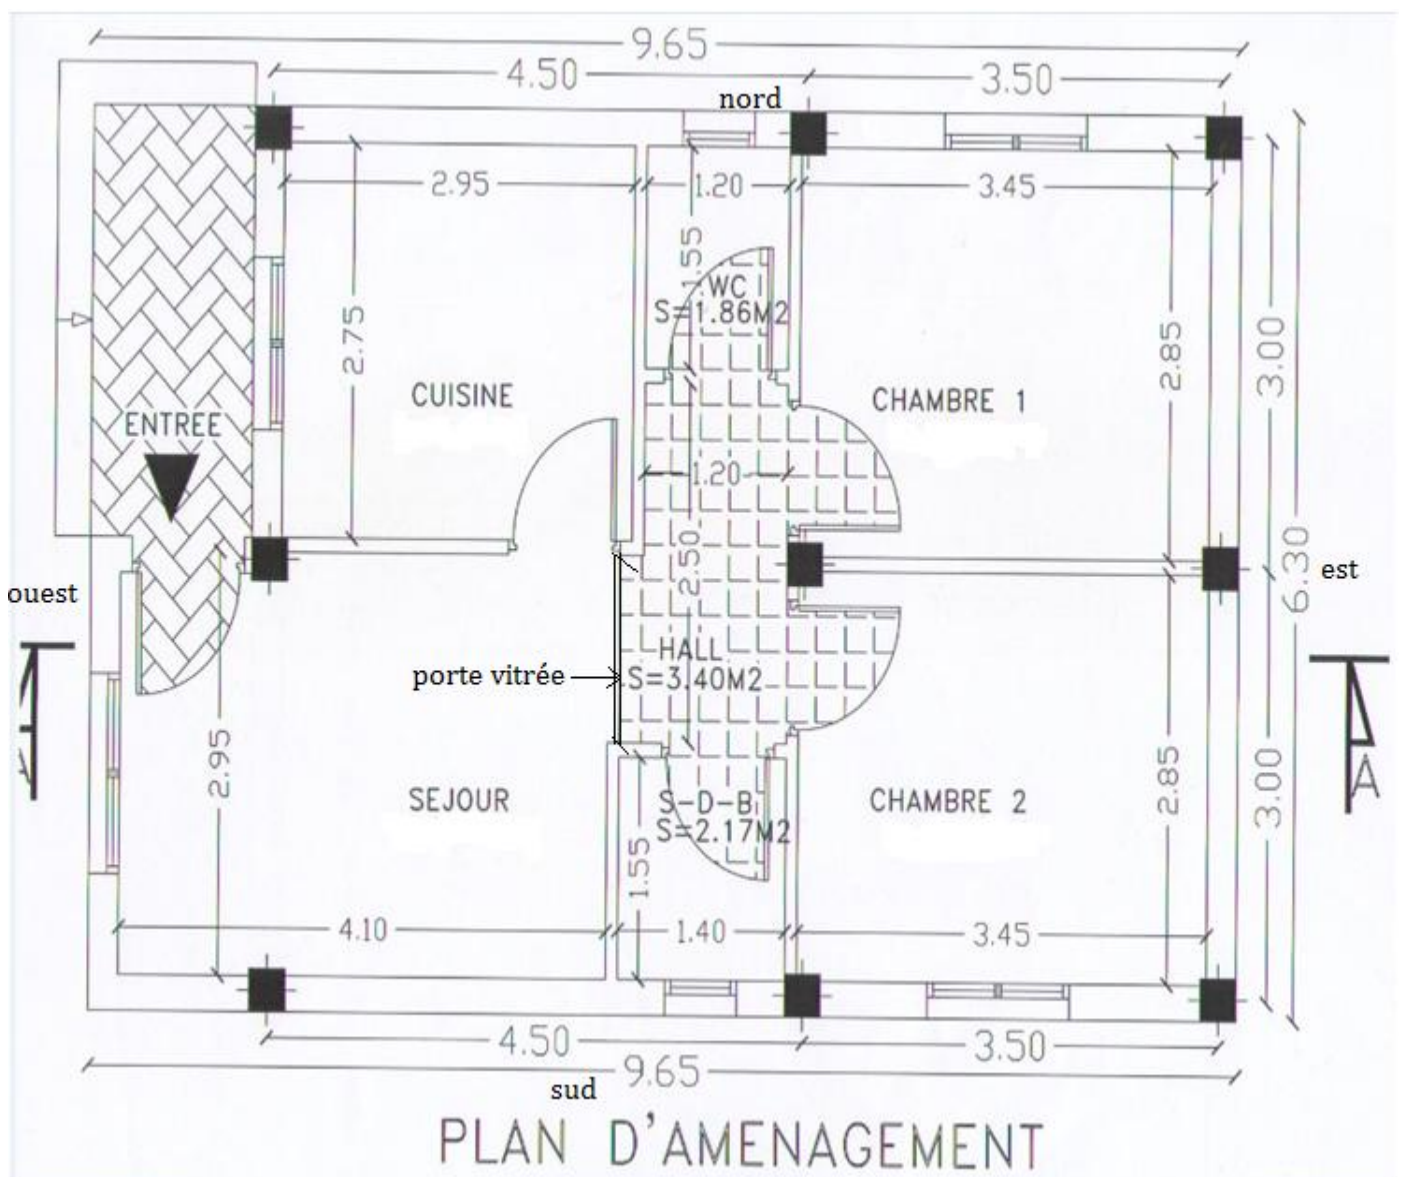 9.65
4.50
3.50
nord
2.95
1.20
3.45
1.55
WC
S=1.86M2
2.75
2.85
3.00
CUISINE
CHAMBRE 1
ENTREE
1.20
2.50
6.30
est
ouest
HALL
S=3.40M2
porte vitrée
A
2.95
SEJOUR
S-D-B
S=2.17M2
CHAMBRE 2
2.85
3.00
A
1.55
4.10
1.40
3.45
4.50
3.50
9.65
sud
PLAN D'AMENAGEMENT